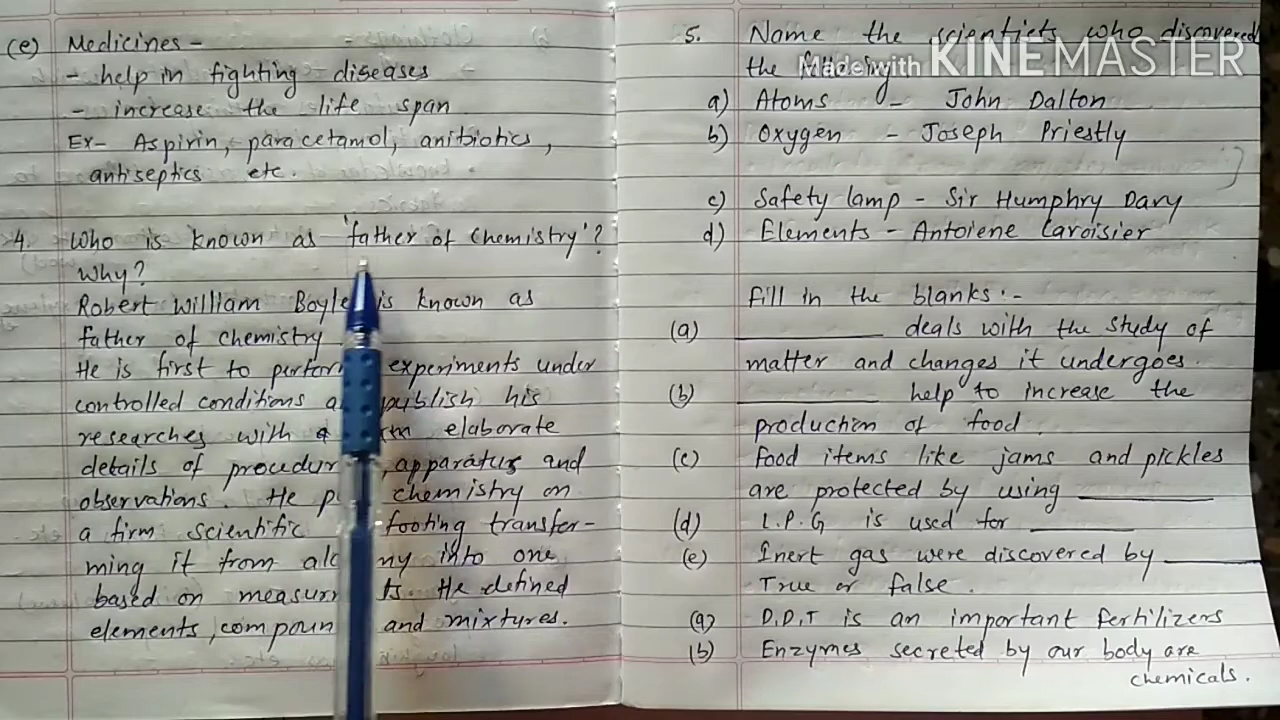 (e) Medicines -
- help in fighting diseases
- increase the life span
Ex- Aspirin, paracetamol, anitbiotics,
antiseptics etc.
4. Who is known as 'father of Chemistry'?
Why?
Robert William Boyle is known as
father of chemistry
He is first to perform experiments under
controlled conditions publish his
researches with elaborate
details of procedur apparatus and
observations. He p chemistry on
a firm scientific footing transfer-
ming it from alc my into one
based on measur ts. He defined
elements, compoun and mixtures.
5. Name the scientists who discovered
the following
Made with KINEMASTER
a) Atoms - John Dalton
b) Oxygen - Joseph Priestly
c) Safety lamp - Sir Humphry Davy
d) Elements - Antoiene Lavoisier
Fill in the blanks :-
(a) ________ deals with the study of
matter and changes it undergoes.
(b) ________ help to increase the
production of food.
(c) Food items like jams and pickles
are protected by using ________
(d) L.P.G is used for ________
(e) Inert gas were discovered by ________
True or false.
(a) D.D.T is an important fertilizers
(b) Enzymes secreted by our body are
chemicals.